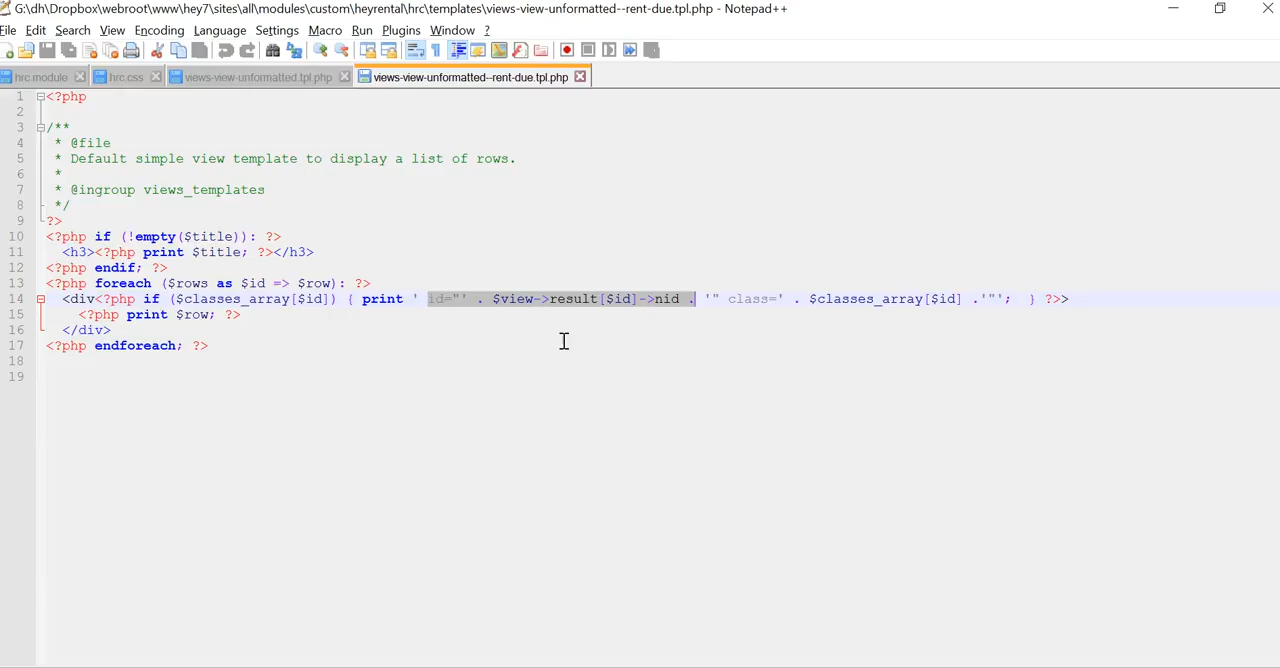 G:\dh\Dropbox\webroot\www\hey7\sites\all\modules\custom\heyrental\hrc\templates\views-view-unformatted--rent-due.tpl.php - Notepad++
File Edit Search View Encoding Language Settings Macro Run Plugins Window ?
hrc.module hrc.css views-view-unformatted.tpl.php views-view-unformatted--rent-due.tpl.php
1 <?php
2
3 /**
4 * @file
5 * Default simple view template to display a list of rows.
6 *
7 * @ingroup views_templates
8 */
9 ?>
10 <?php if (!empty($title)): ?>
11 <h3><?php print $title; ?></h3>
12 <?php endif; ?>
13 <?php foreach ($rows as $id => $row): ?>
14 <div<?php if ($classes_array[$id]) { print ' id="' . $view->result[$id]->nid . '" class=' . $classes_array[$id] .'"'; } ?>>
15 <?php print $row; ?>
16 </div>
17 <?php endforeach; ?>
18
19